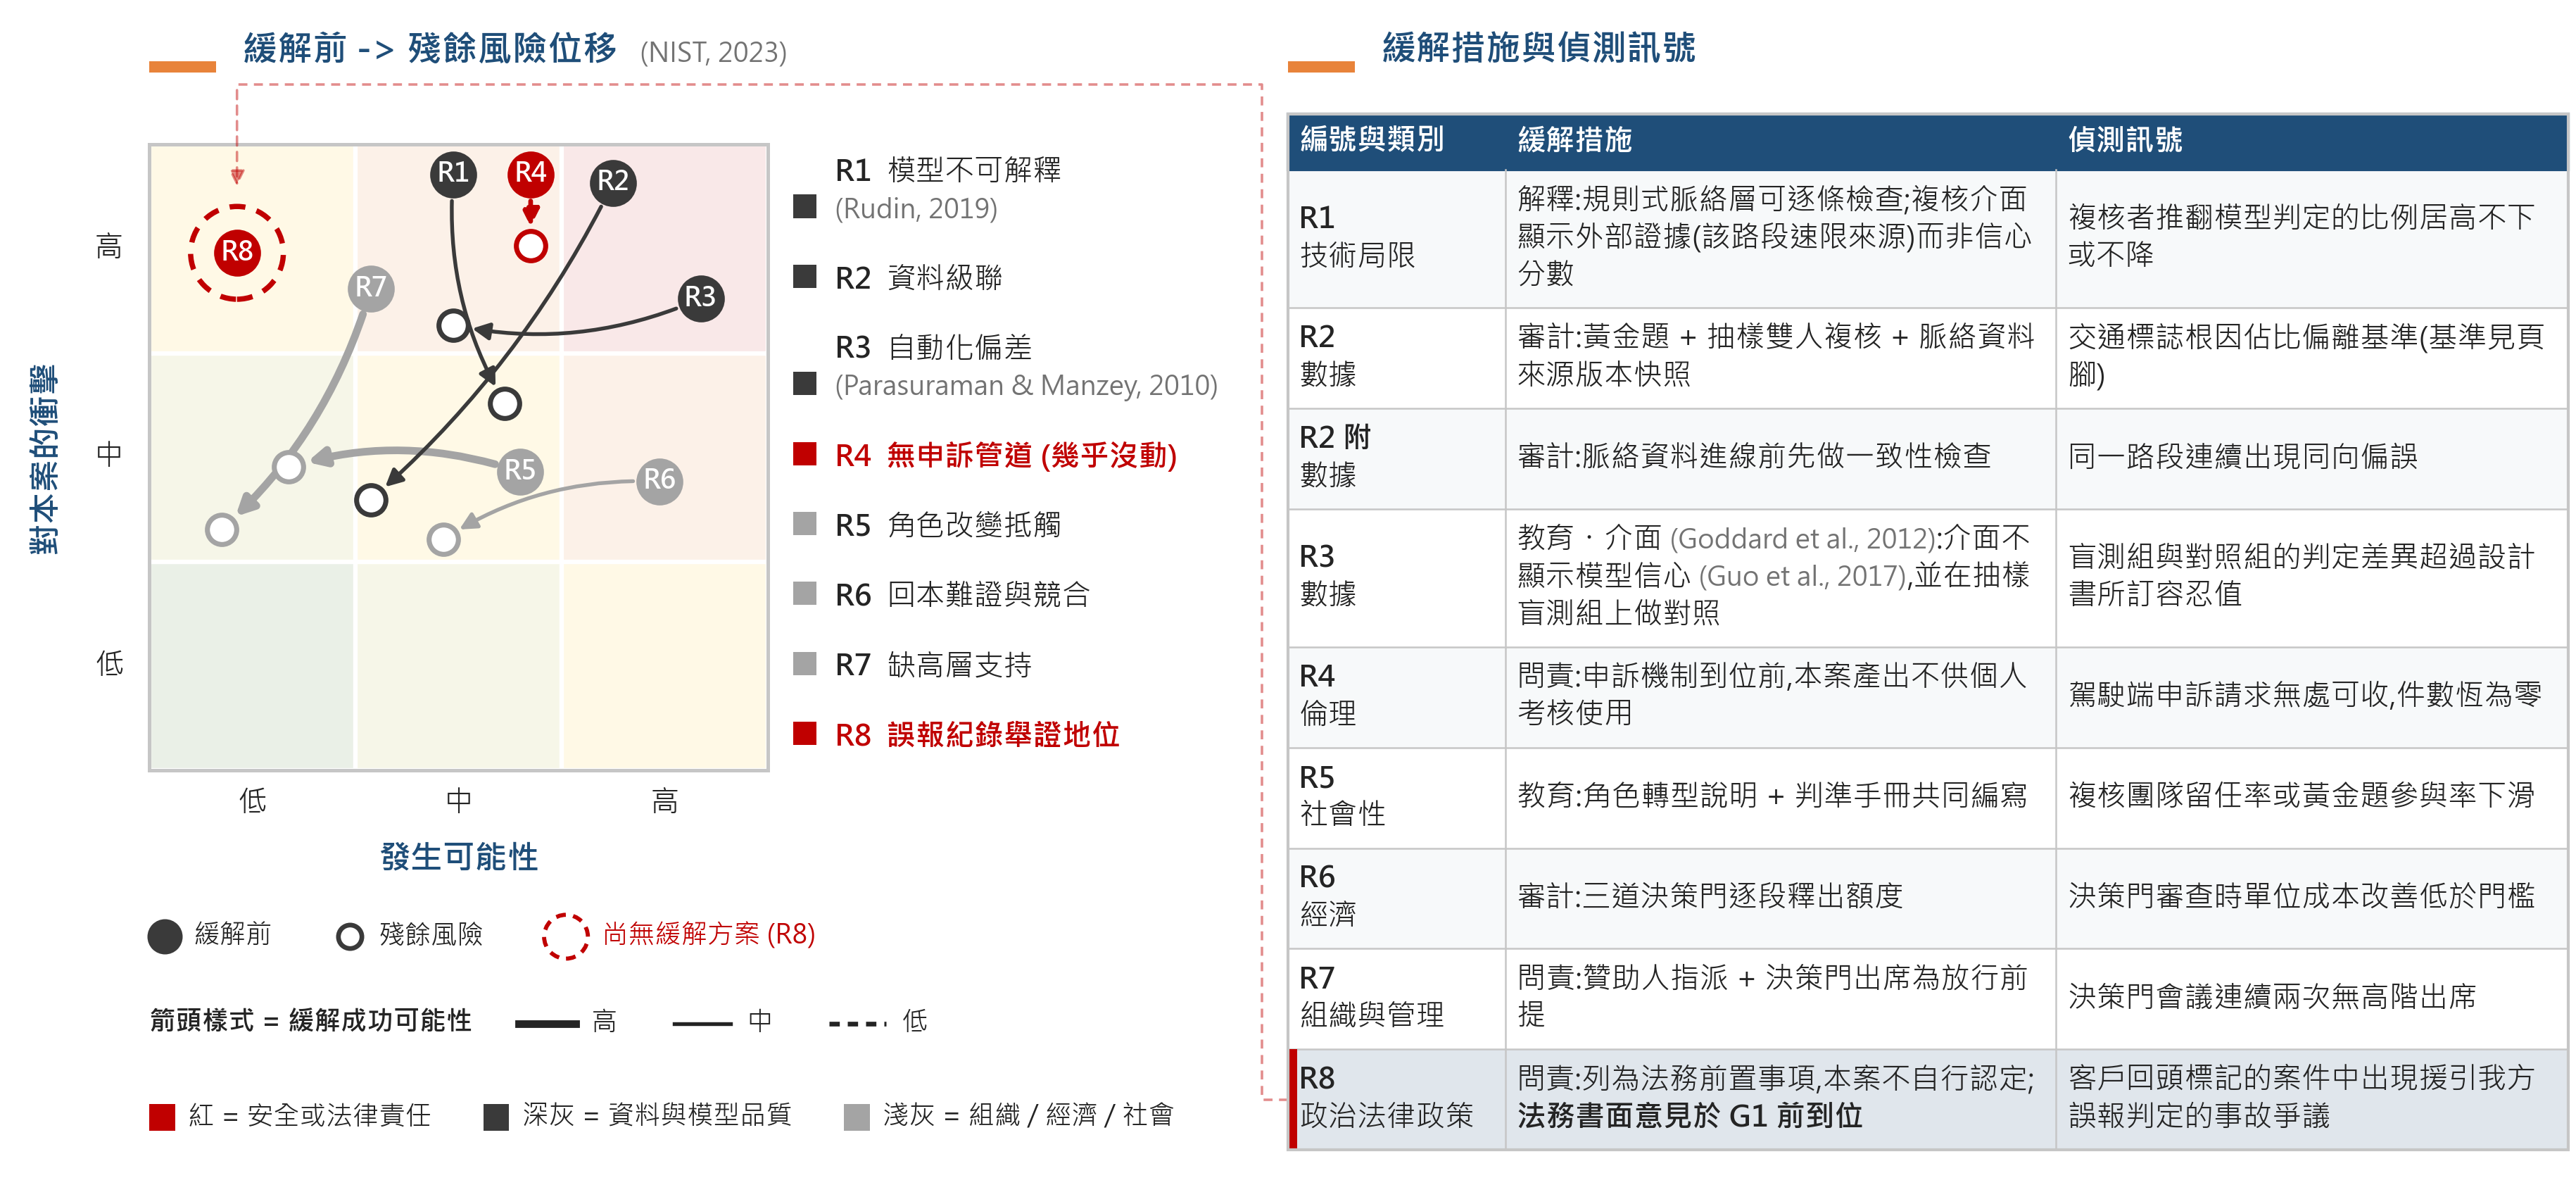 緩解前 -> 殘餘風險位移 (NIST, 2023)
高
中
低
對本案的衝擊
R1
R4
R2
R8
R7
R3
R5
R6
低
中
高
發生可能性
R1 模型不可解釋
(Rudin, 2019)
R2 資料級聯
R3 自動化偏差
(Parasuraman & Manzey, 2010)
R4 無申訴管道 (幾乎沒動)
R5 角色改變抵觸
R6 回本難證與競合
R7 缺高層支持
R8 誤報紀錄舉證地位
緩解前
殘餘風險
尚無緩解方案 (R8)
箭頭樣式 = 緩解成功可能性
高
中
低
紅 = 安全或法律責任
深灰 = 資料與模型品質
淺灰 = 組織 / 經濟 / 社會
緩解措施與偵測訊號
編號與類別
緩解措施
偵測訊號
R1
技術局限
解釋:規則式脈絡層可逐條檢查;複核介面
顯示外部證據(該路段速限來源)而非信心
分數
複核者推翻模型判定的比例居高不下
或不降
R2
數據
審計:黃金題 + 抽樣雙人複核 + 脈絡資料
來源版本快照
交通標誌根因佔比偏離基準(基準見頁
腳)
R2 附
數據
審計:脈絡資料進線前先做一致性檢查
同一路段連續出現同向偏誤
R3
數據
教育 · 介面 (Goddard et al., 2012):介面不
顯示模型信心 (Guo et al., 2017),並在抽樣
盲測組上做對照
盲測組與對照組的判定差異超過設計
書所訂容忍值
R4
倫理
問責:申訴機制到位前,本案產出不供個人
考核使用
駕駛端申訴請求無處可收,件數恆為零
R5
社會性
教育:角色轉型說明 + 判準手冊共同編寫
複核團隊留任率或黃金題參與率下滑
R6
經濟
審計:三道決策門逐段釋出額度
決策門審查時單位成本改善低於門檻
R7
組織與管理
問責:贊助人指派 + 決策門出席為放行前
提
決策門會議連續兩次無高階出席
R8
政治法律政策
問責:列為法務前置事項,本案不自行認定;
法務書面意見於 G1 前到位
客戶回頭標記的案件中出現援引我方
誤報判定的事故爭議